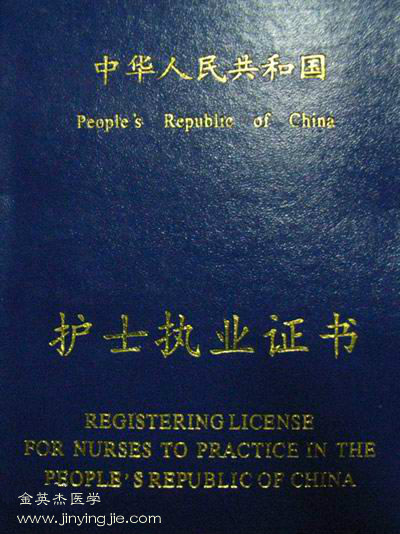 中华人民共和国
People's Republic of China
护士执业证书
REGISTERING LICENSE
FOR NURSES TO PRACTICE IN THE
PEOPLE'S REPUBLIC OF CHINA
金英杰医学
www.jinyingjie.com